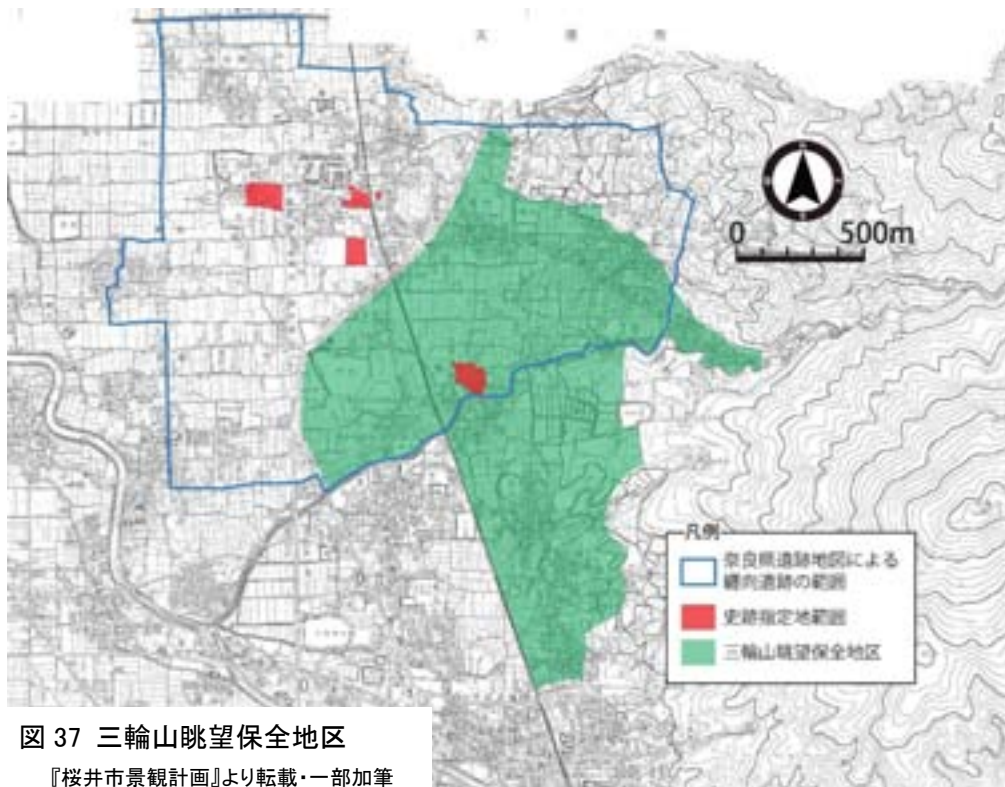 0 500m
凡例
奈良県遺跡地図による
纒向遺跡の範囲
史跡指定地範囲
三輪山眺望保全地区
図 37 三輪山眺望保全地区
『桜井市景観計画』より転載・一部加筆